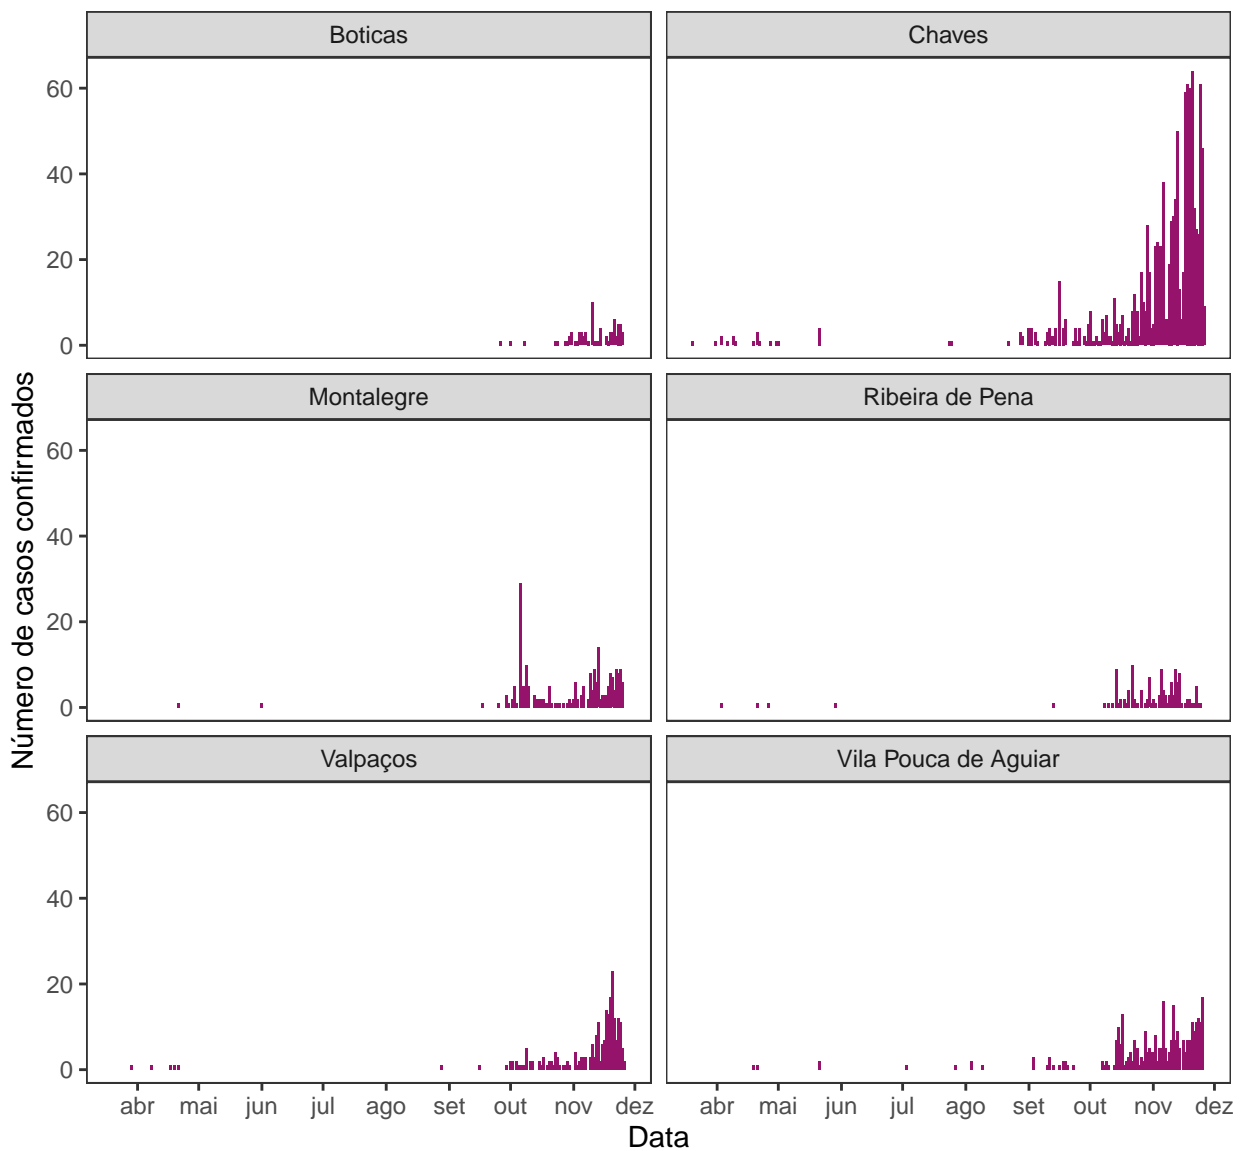 Boticas
Chaves
60
40
20
0
Montalegre
Ribeira de Pena
60
40
20
0
Número de casos confirmados
Valpaços
Vila Pouca de Aguiar
60
40
20
0
abr mai jun jul ago set out nov dez
abr mai jun jul ago set out nov dez
Data